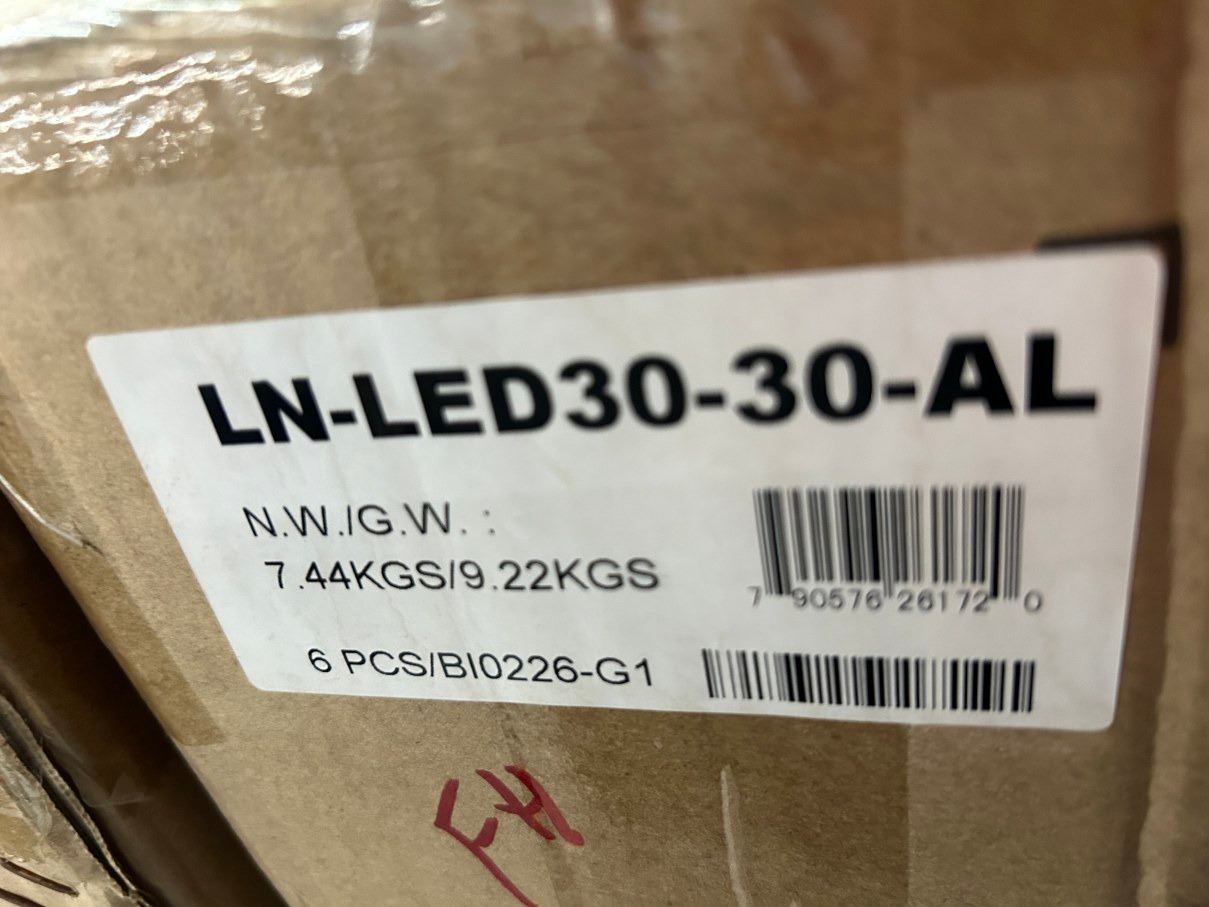 LN-LED30-30-AL
N.W./G.W. :
7.44KGS/9.22KGS
7 90576 26172 0
6 PCS/BI0226-G1